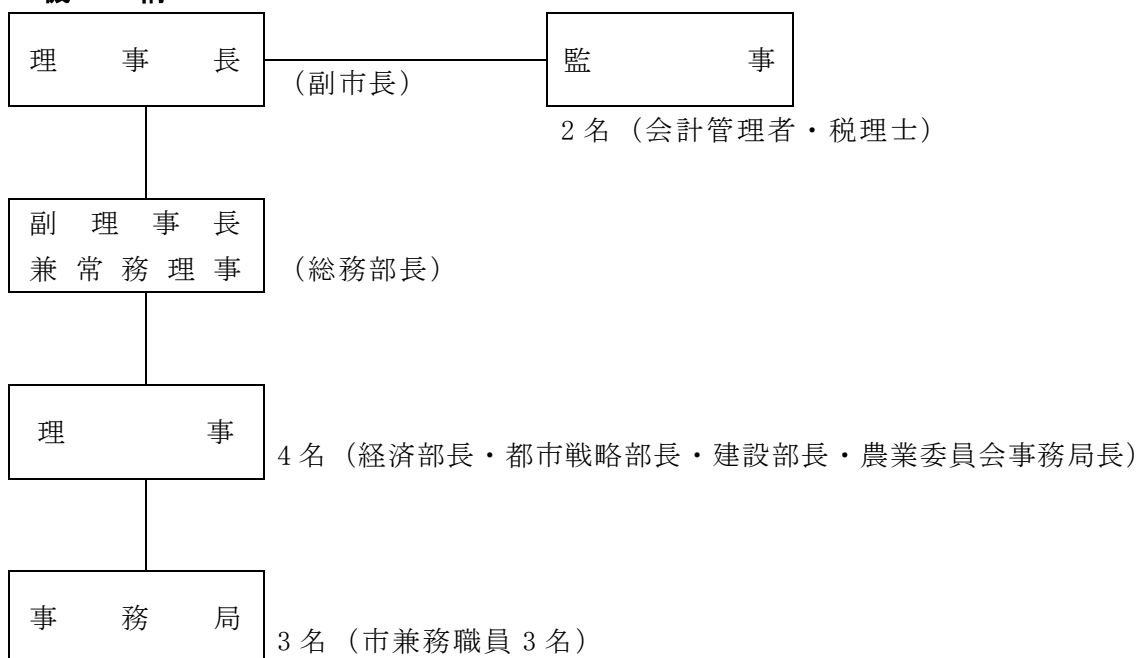 機 構
理 事 長
(副市長)
監 事
2名(会計管理者・税理士)
副 理 事 長
兼 常 務 理 事
(総務部長)
理 事
4名(経済部長・都市戦略部長・建設部長・農業委員会事務局長)
事 務 局
3名(市兼務職員3名)